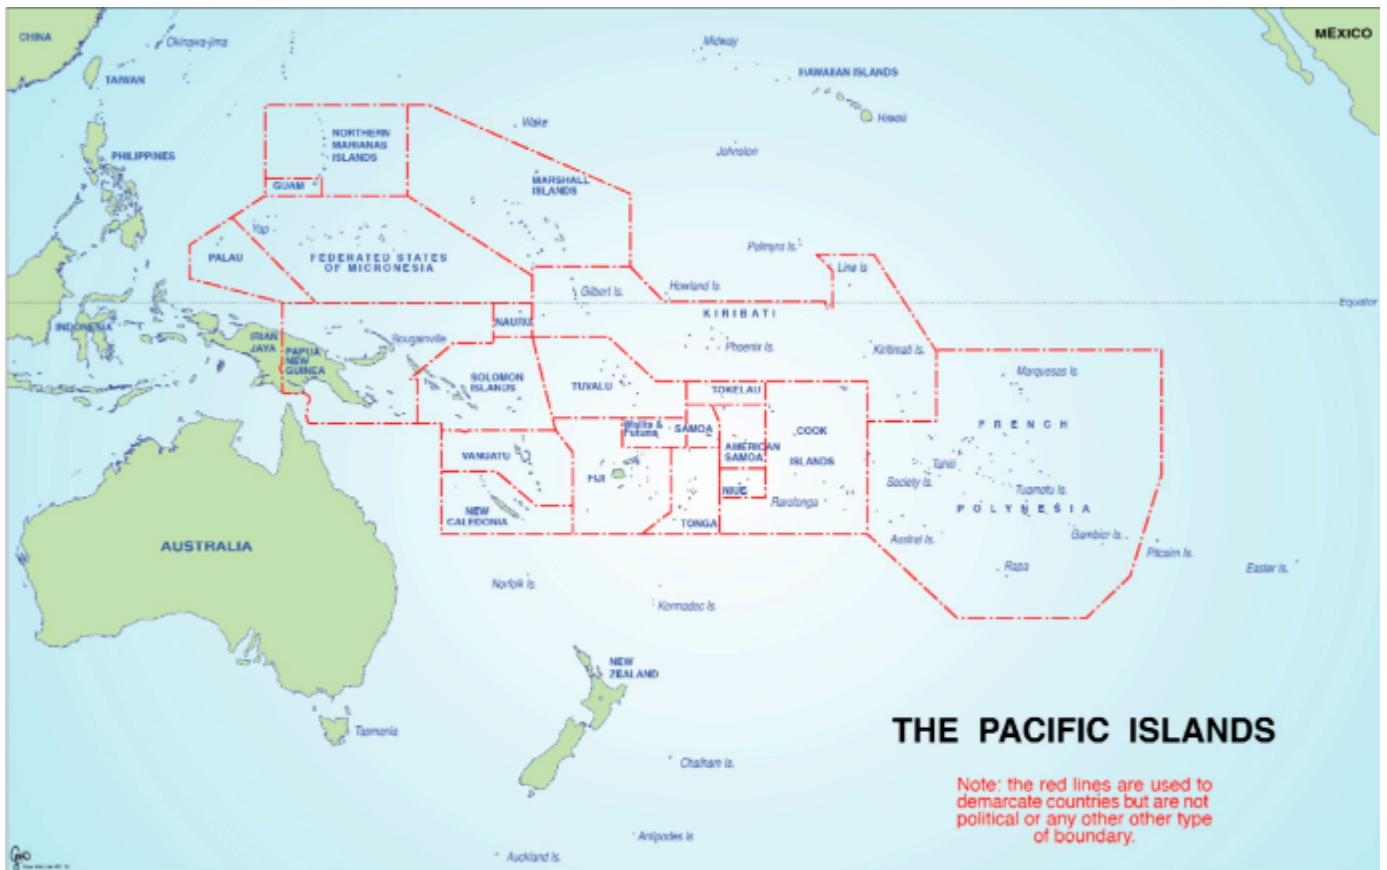 CHINA
Okinawa-jima
TAIWAN
Midway
HAWAIIAN ISLANDS
Hawaii
MEXICO
NORTHERN
MARIANAS
ISLANDS
Wake
Johnston
PHILIPPINES
GUAM
MARSHALL
ISLANDS
Yap
PALAU
FEDERATED STATES
OF MICRONESIA
Palmyra Is.
Line Is
Gilbert Is.
Howland Is.
Equator
KIRIBATI
NAURU
INDONESIA
IRIAN
JAYA
PAPUA
NEW
GUINEA
Bougainville
Phoenix Is.
Kiritimati Is.
SOLOMON
ISLANDS
TUVALU
TOKELAU
Marquesas Is
Wallis &
Futuna
SAMOA
AMERICAN
SAMOA
COOK
ISLANDS
FRENCH
POLYNESIA
VANUATU
FIJI
NIUE
Rarotonga
Tahiti
Society Is.
Tuamotu Is.
NEW
CALEDONIA
TONGA
Austral Is.
Gambier Is.
Pitcairn Is.
Easter Is.
Rapa
AUSTRALIA
Norfolk Is.
Kermadec Is.
NEW
ZEALAND
Tasmania
Chatham Is.
Antipodes Is
Auckland Is.
THE PACIFIC ISLANDS
Note: the red lines are used to
demarcate countries but are not
political or any other other type
of boundary.